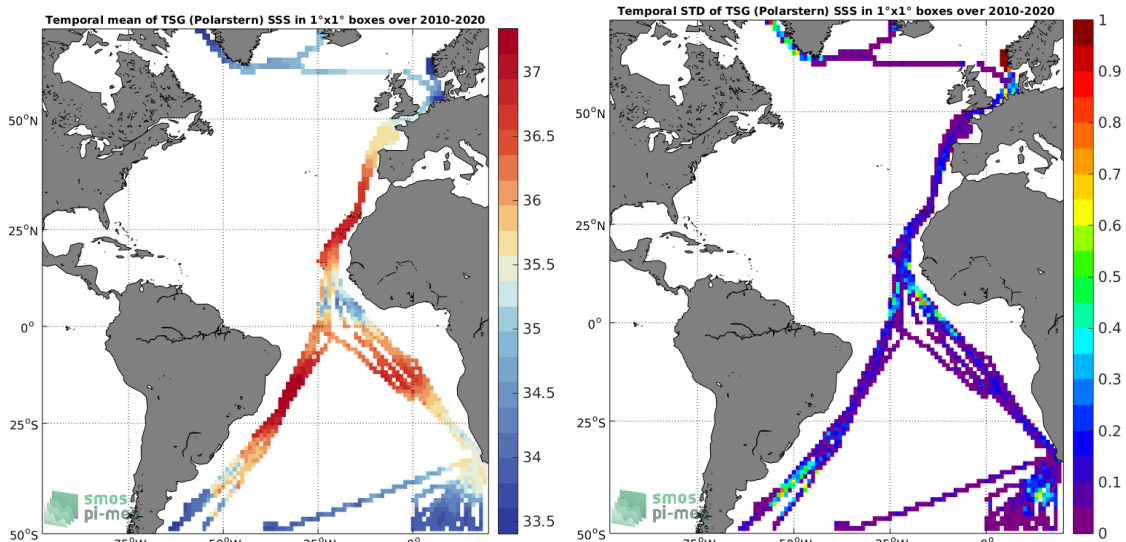 Temporal mean of TSG (Polarstern) SSS in 1°x1° boxes over 2010-2020
50°N
25°N
0°
25°S
50°S
75°W
50°W
25°W
0°
37
36.5
36
35.5
35
34.5
34
33.5
smos
pi-mep
Temporal STD of TSG (Polarstern) SSS in 1°x1° boxes over 2010-2020
50°N
25°N
0°
25°S
50°S
75°W
50°W
25°W
0°
1
0.9
0.8
0.7
0.6
0.5
0.4
0.3
0.2
0.1
0
smos
pi-mep